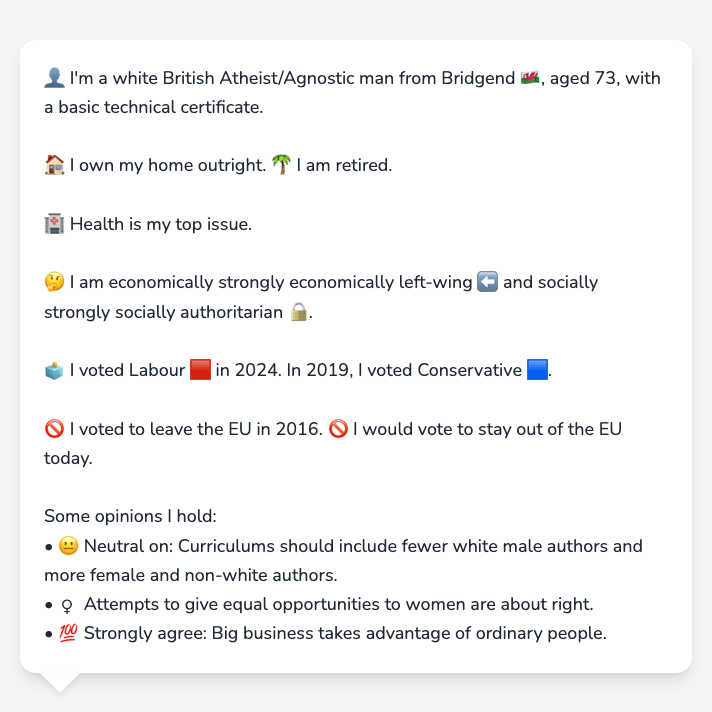 👤 I'm a white British Atheist/Agnostic man from Bridgend 🏴󠁧󠁢󠁷󠁬󠁳󠁿, aged 73, with
a basic technical certificate.
🏠 I own my home outright. 🌴 I am retired.
🏥 Health is my top issue.
🤔 I am economically strongly economically left-wing ⬅️ and socially
strongly socially authoritarian 🔒.
🗳️ I voted Labour 🟥 in 2024. In 2019, I voted Conservative 🟦.
🚫 I voted to leave the EU in 2016. 🚫 I would vote to stay out of the EU
today.
Some opinions I hold:
• 😐 Neutral on: Curriculums should include fewer white male authors and
more female and non-white authors.
• ♀ Attempts to give equal opportunities to women are about right.
• 💯 Strongly agree: Big business takes advantage of ordinary people.